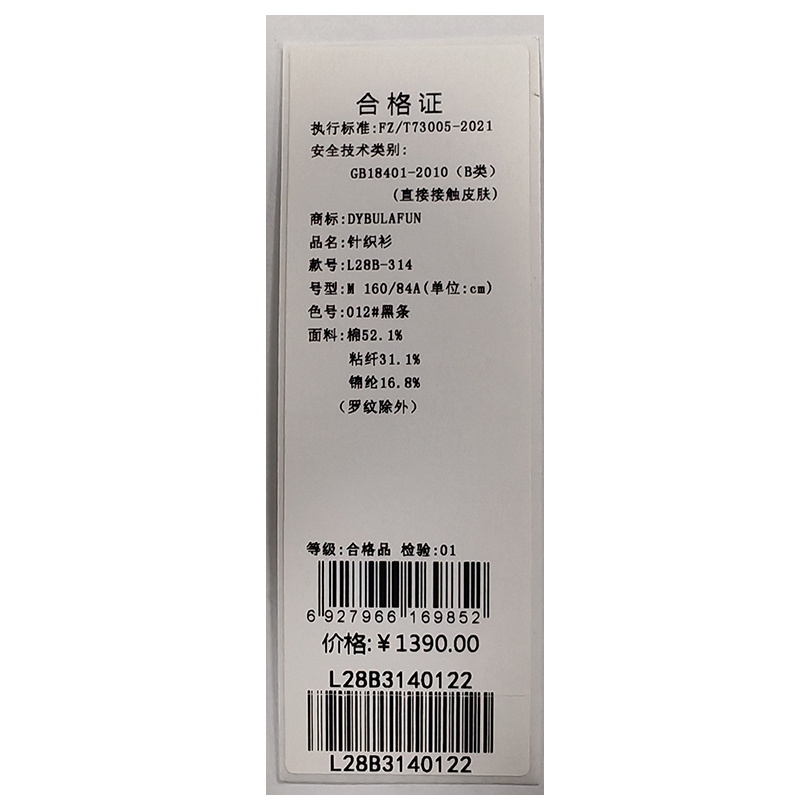 合格证
执行标准:FZ/T73005-2021
安全技术类别:
GB18401-2010（B类）
(直接接触皮肤)
商标:DYBULAFUN
品名:针织衫
款号:L28B-314
号型:M 160/84A(单位:cm)
色号:012#黑条
面料:棉52.1%
粘纤31.1%
锦纶16.8%
（罗纹除外）
等级:合格品 检验:01
6 927966 169852
价格:￥1390.00
L28B3140122
L28B3140122